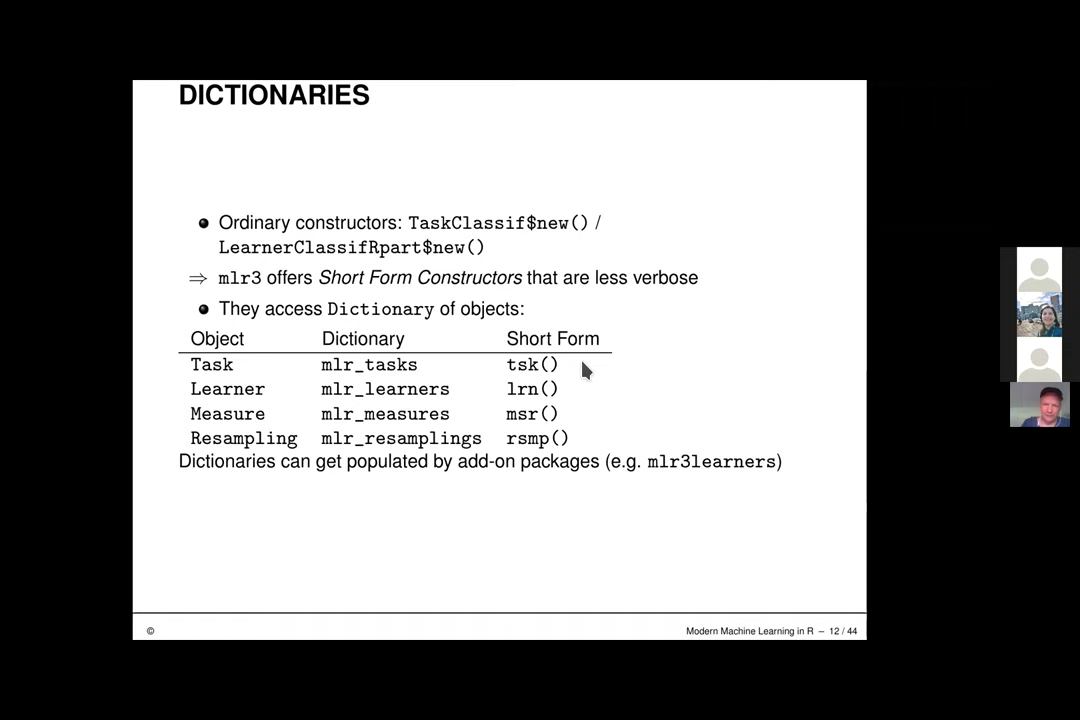 DICTIONARIES
Ordinary constructors: TaskClassif$new() /
LearnerClassifRpart$new()
⇒ mlr3 offers Short Form Constructors that are less verbose
They access Dictionary of objects:
Object Dictionary Short Form
Task mlr_tasks tsk()
Learner mlr_learners lrn()
Measure mlr_measures msr()
Resampling mlr_resamplings rsmp()
Dictionaries can get populated by add-on packages (e.g. mlr3learners)
© Modern Machine Learning in R – 12 / 44